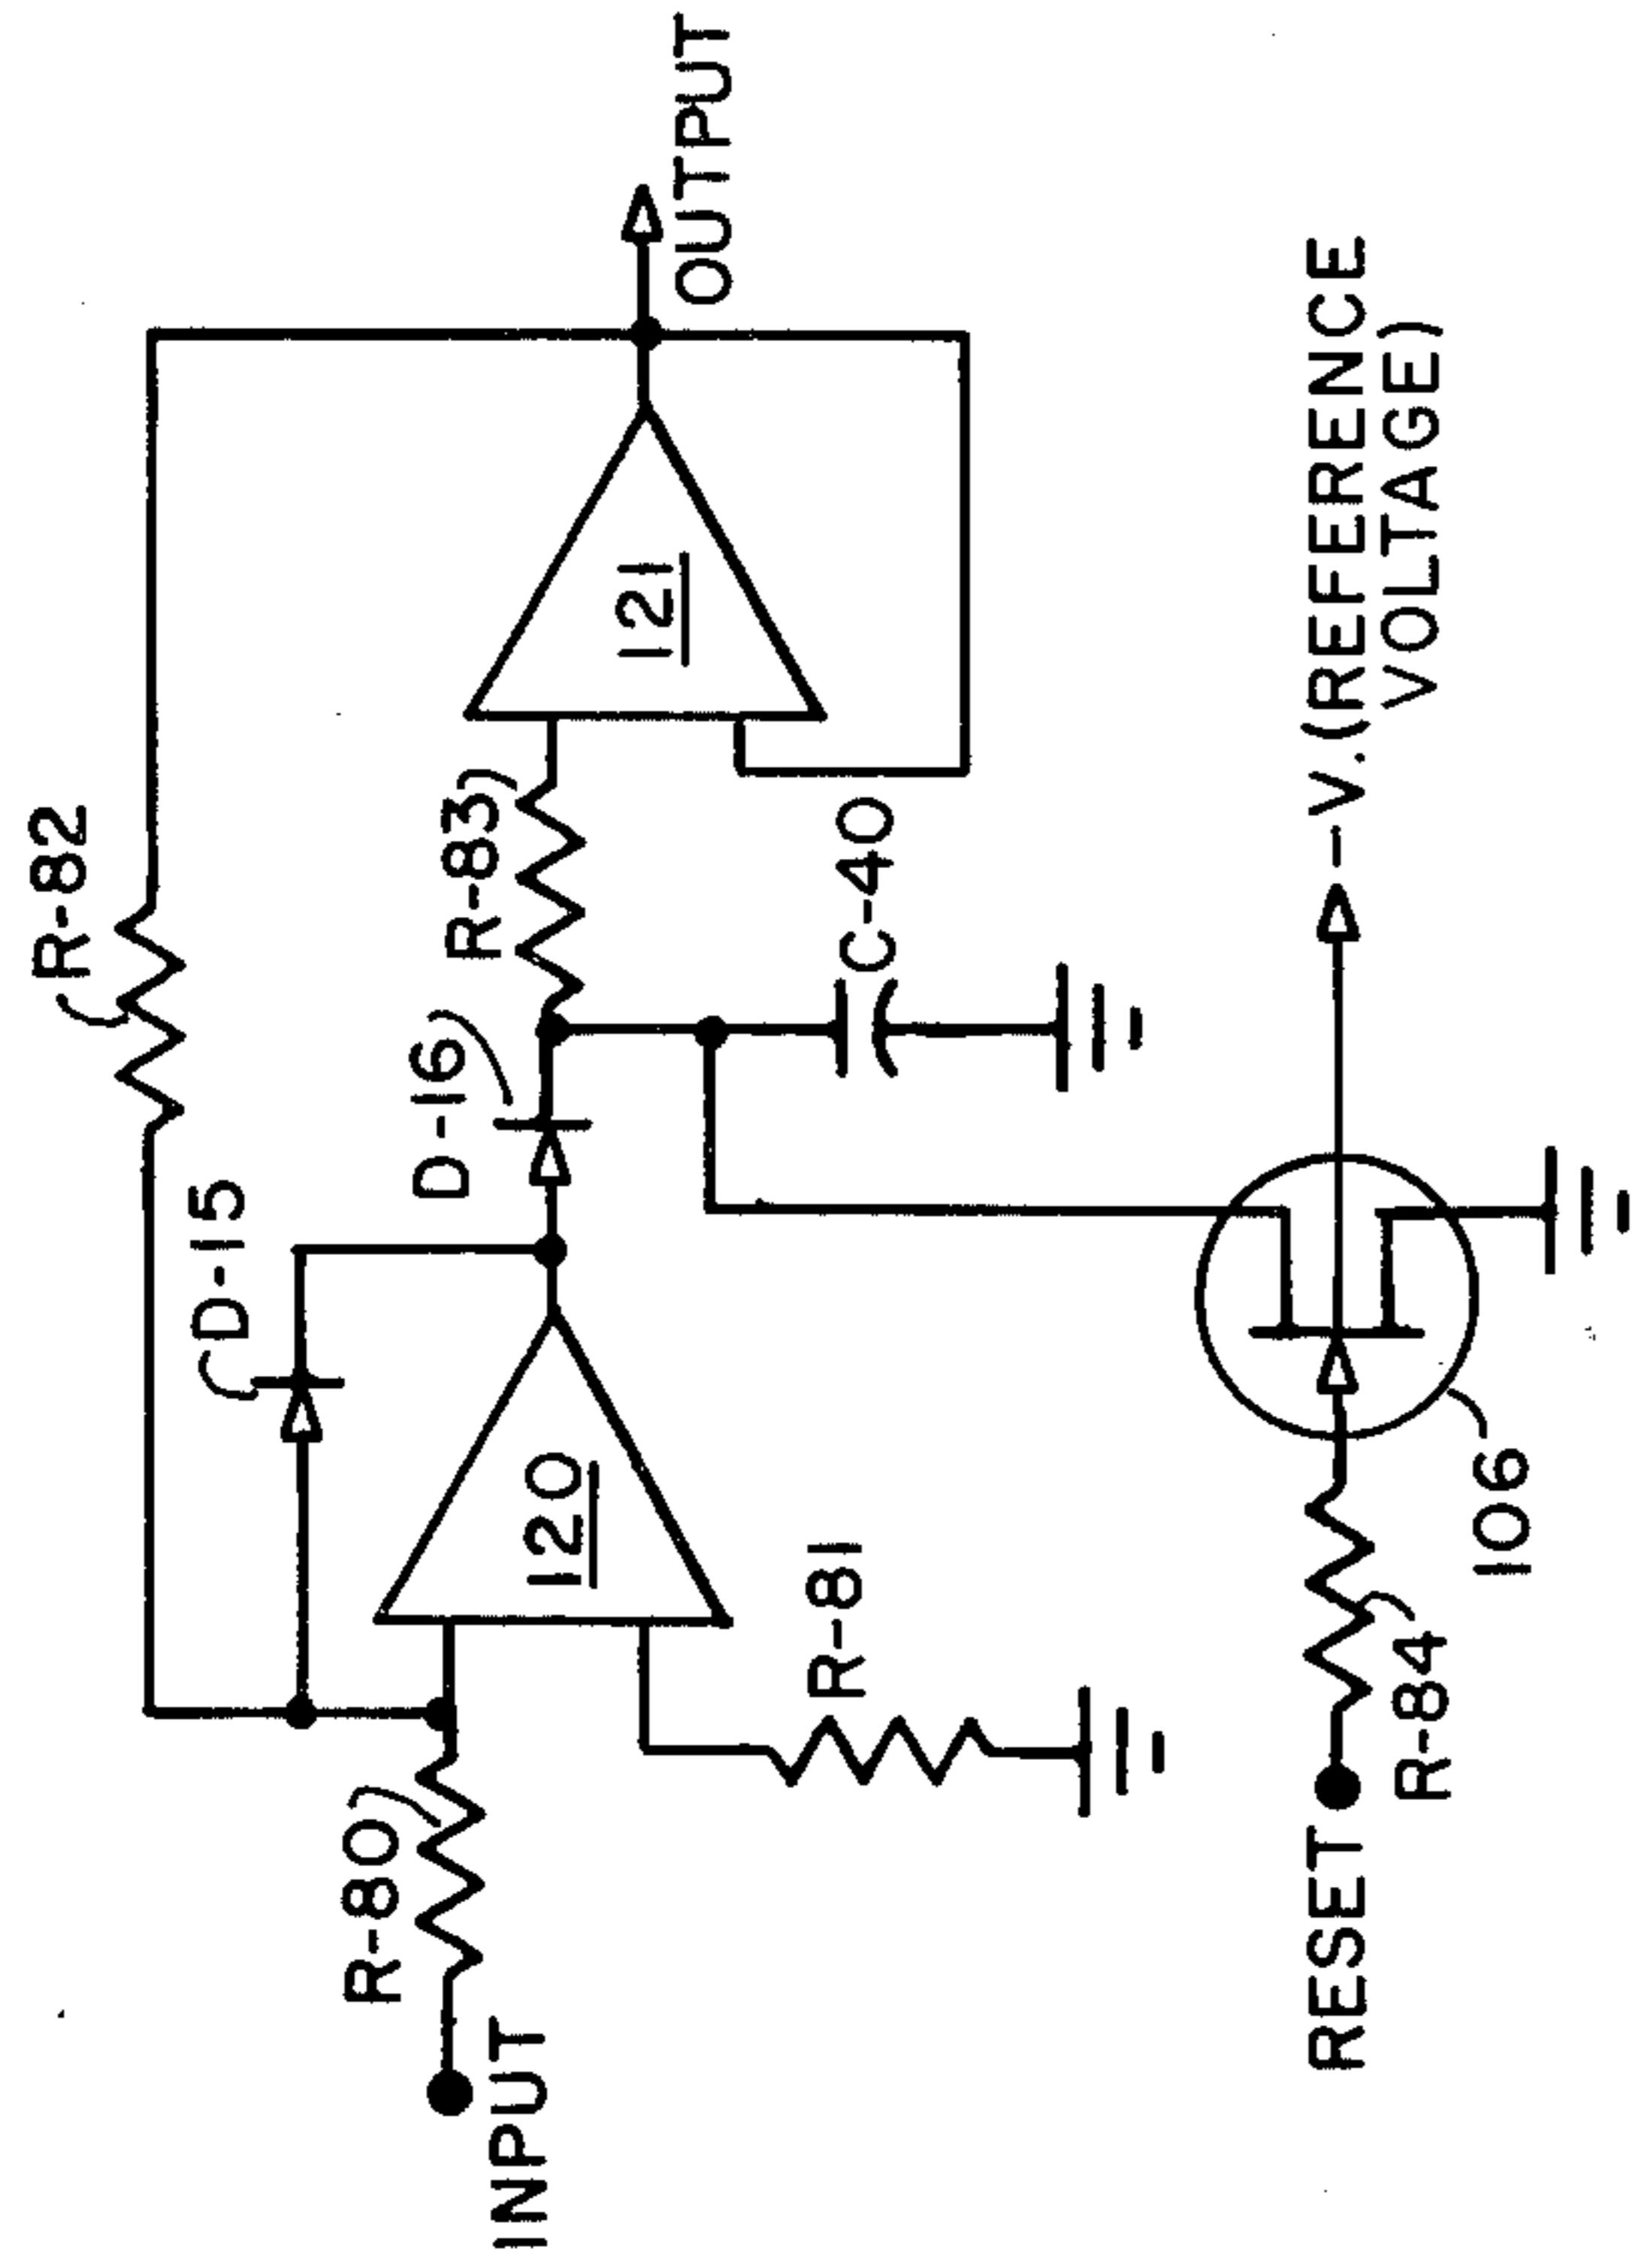 R-82
D-15
D-16
R-83
OUTPUT
R-80
120
121
INPUT
R-81
C-40
RESET
R-84
106
-V.(REFERENCE
VOLTAGE)